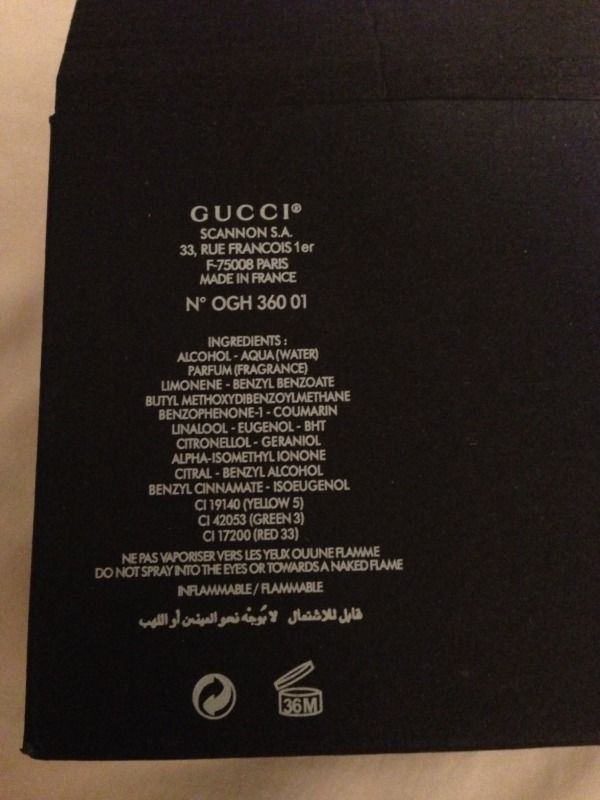 GUCCI®
SCANNON S.A.
33, RUE FRANCOIS 1er
F-75008 PARIS
MADE IN FRANCE
N° OGH 360 01
INGREDIENTS :
ALCOHOL - AQUA (WATER)
PARFUM (FRAGRANCE)
LIMONENE - BENZYL BENZOATE
BUTYL METHOXYDIBENZOYLMETHANE
BENZOPHENONE-1 - COUMARIN
LINALOOL - EUGENOL - BHT
CITRONELLOL - GERANIOL
ALPHA-ISOMETHYL IONONE
CITRAL - BENZYL ALCOHOL
BENZYL CINNAMATE - ISOEUGENOL
CI 19140 (YELLOW 5)
CI 42053 (GREEN 3)
CI 17200 (RED 33)
NE PAS VAPORISER VERS LES YEUX OU UNE FLAMME
DO NOT SPRAY INTO THE EYES OR TOWARDS A NAKED FLAME
INFLAMMABLE / FLAMMABLE
قابل للاشتعال لا يُوجه نحو العينين أو اللهب
36M